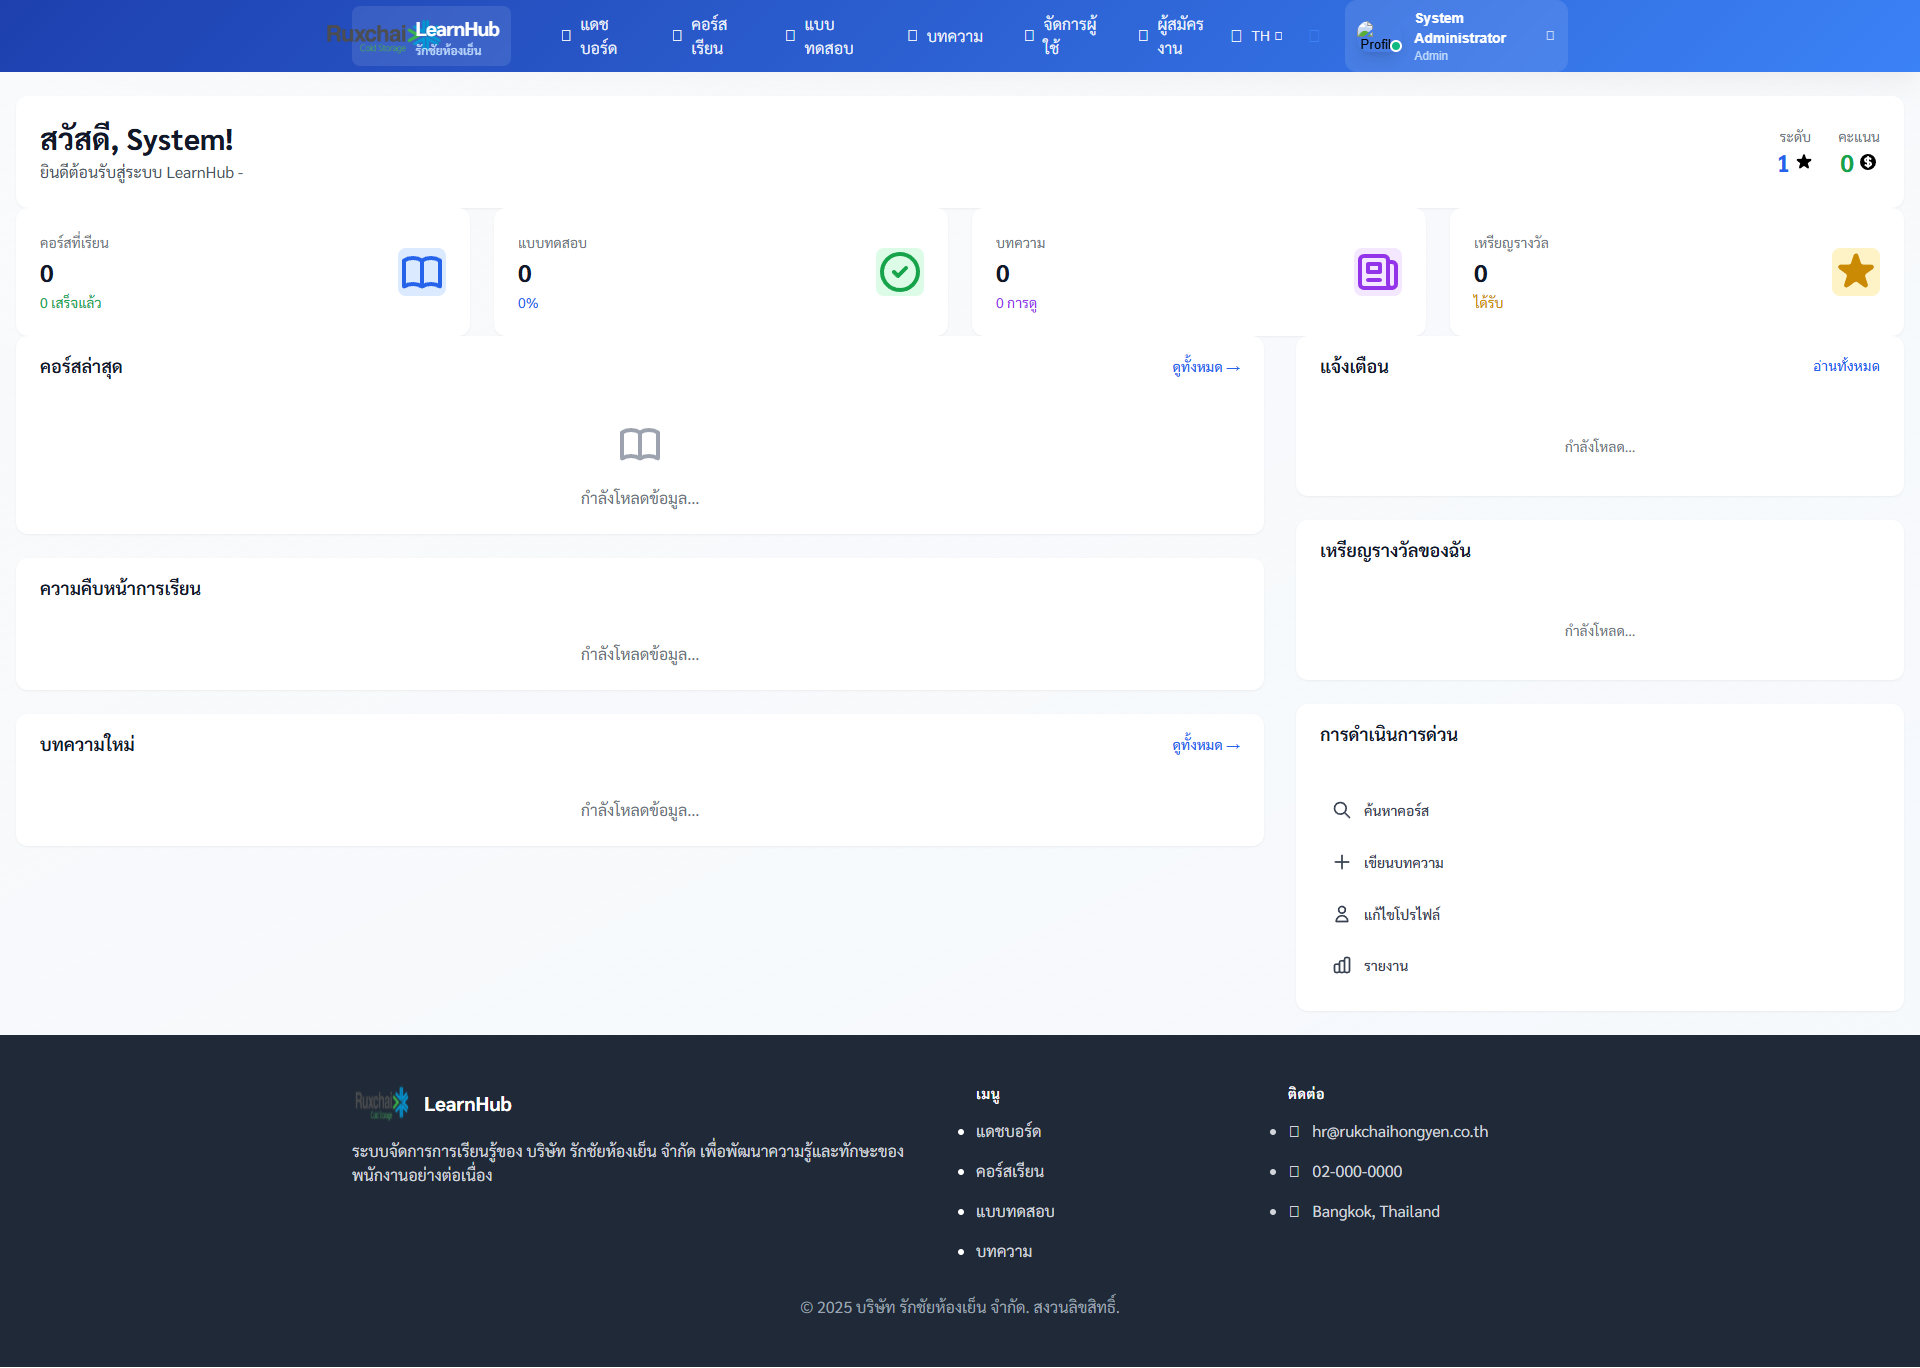 Ruxchai
Cold Storage
LearnHub
รักชัยห้องเย็น
แดชบอร์ด
คอร์สเรียน
แบบทดสอบ
บทความ
จัดการผู้ใช้
ผู้สมัครงาน
TH
Profil
System Administrator
Admin
สวัสดี, System!
ยินดีต้อนรับสู่ระบบ LearnHub -
ระดับ
1
คะแนน
0
คอร์สที่เรียน
0
0 เสร็จแล้ว
แบบทดสอบ
0
0%
บทความ
0
0 การดู
เหรียญรางวัล
0
ได้รับ
คอร์สล่าสุด
ดูทั้งหมด →
กำลังโหลดข้อมูล...
ความคืบหน้าการเรียน
กำลังโหลดข้อมูล...
บทความใหม่
ดูทั้งหมด →
กำลังโหลดข้อมูล...
แจ้งเตือน
อ่านทั้งหมด
กำลังโหลด...
เหรียญรางวัลของฉัน
กำลังโหลด...
การดำเนินการด่วน
ค้นหาคอร์ส
เขียนบทความ
แก้ไขโปรไฟล์
รายงาน
Ruxchai
Cold Storage
LearnHub
ระบบจัดการการเรียนรู้ของ บริษัท รักชัยห้องเย็น จำกัด เพื่อพัฒนาความรู้และทักษะของ
พนักงานอย่างต่อเนื่อง
เมนู
แดชบอร์ด
คอร์สเรียน
แบบทดสอบ
บทความ
ติดต่อ
hr@rukchaihongyen.co.th
02-000-0000
Bangkok, Thailand
© 2025 บริษัท รักชัยห้องเย็น จำกัด. สงวนลิขสิทธิ์.